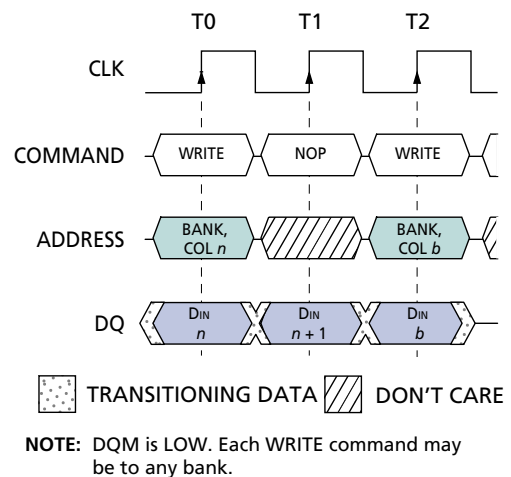 T0 T1 T2
CLK
COMMAND WRITE NOP WRITE
ADDRESS BANK, COL n BANK, COL b
DQ DIN n DIN n + 1 DIN b
TRANSITIONING DATA DON'T CARE
NOTE: DQM is LOW. Each WRITE command may
be to any bank.